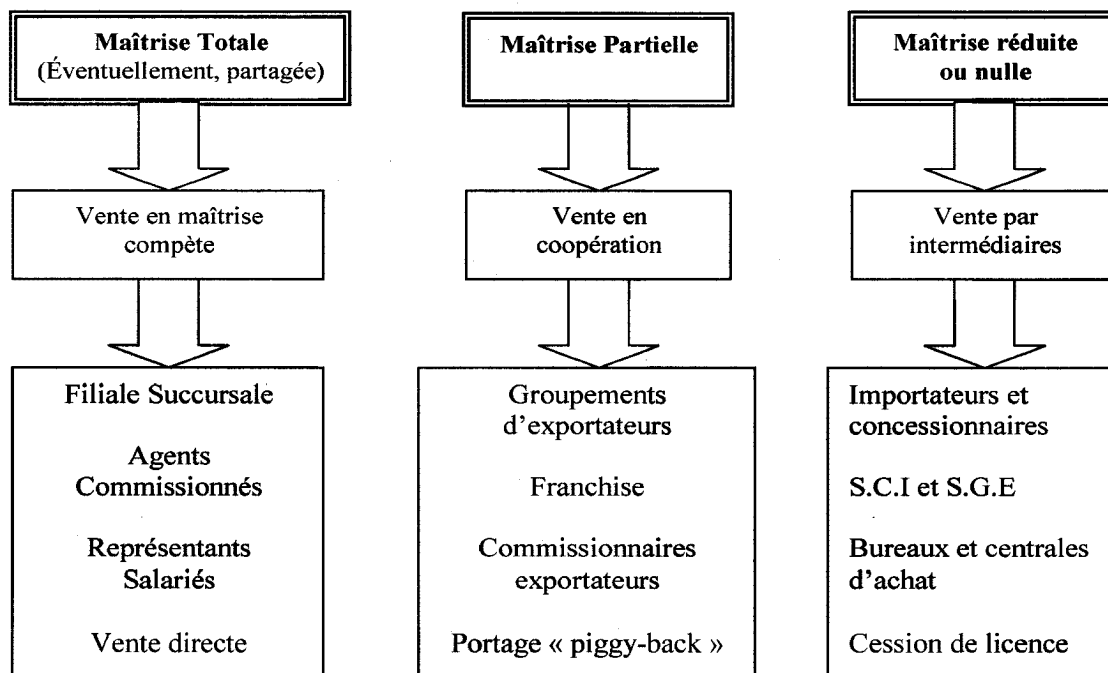 Maîtrise Totale
(Éventuellement, partagée)
Vente en maîtrise
compète
Filiale Succursale
Agents
Commissionnés
Représentants
Salariés
Vente directe
Maîtrise Partielle
Vente en
coopération
Groupements
d’exportateurs
Franchise
Commissionnaires
exportateurs
Portage « piggy-back »
Maîtrise réduite
ou nulle
Vente par
intermédiaires
Importateurs et
concessionnaires
S.C.I et S.G.E
Bureaux et centrales
d’achat
Cession de licence